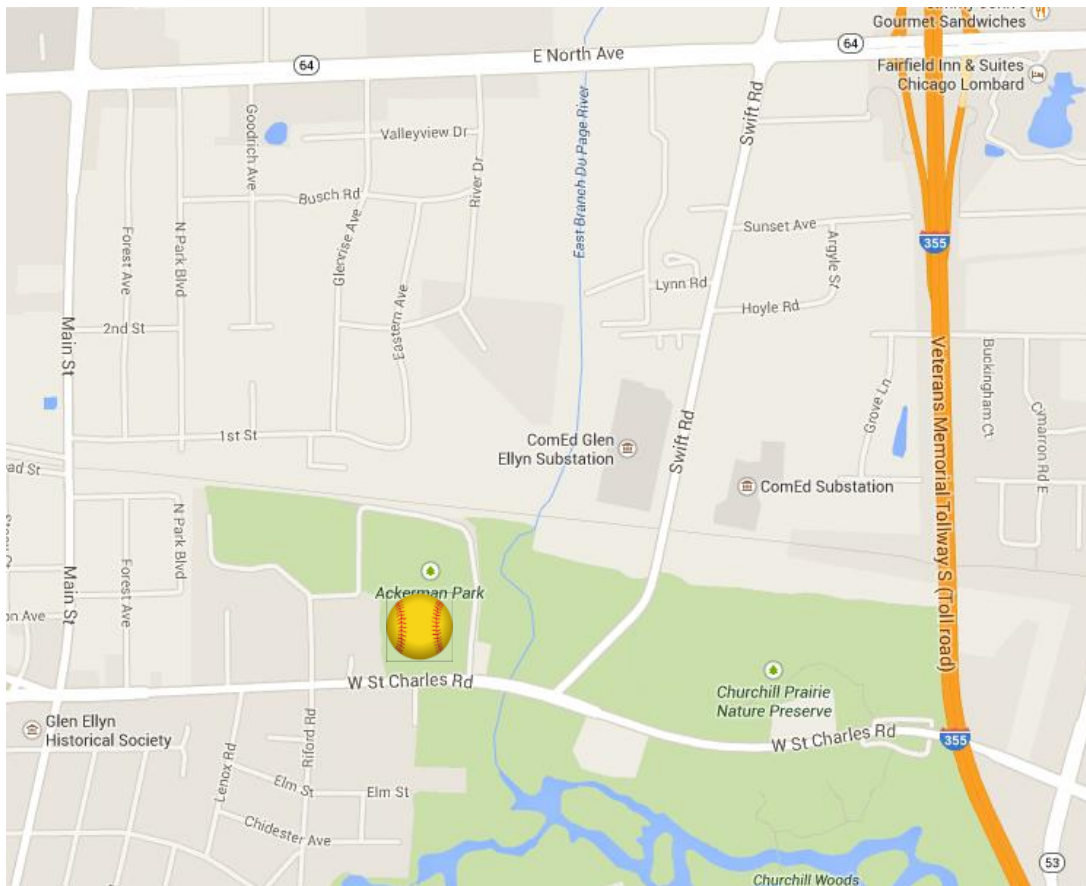 Gourmet Sandwiches
64
E North Ave
64
Fairfield Inn & Suites
Chicago Lombard
Swift Rd
Goodrich Ave
Valleyview Dr
River Dr
East Branch Du Page River
Busch Rd
Glenrise Ave
N Park Blvd
Forest Ave
Sunset Ave
Argyle St
355
Lynn Rd
Hoyle Rd
Eastern Ave
2nd St
Main St
Veterans Memorial Tollway S (Toll road)
Buckingham Ct
Grove Ln
Cymarron Rd E
1st St
ComEd Glen
Ellyn Substation
Swift Rd
ad St
ComEd Substation
N Park Blvd
Forest Ave
Main St
on Ave
Ackerman Park
W St Charles Rd
Churchill Prairie
Nature Preserve
Glen Ellyn
Historical Society
Riford Rd
Lenox Rd
W St Charles Rd
355
Elm St
Elm St
Chidester Ave
53
Churchill Woods